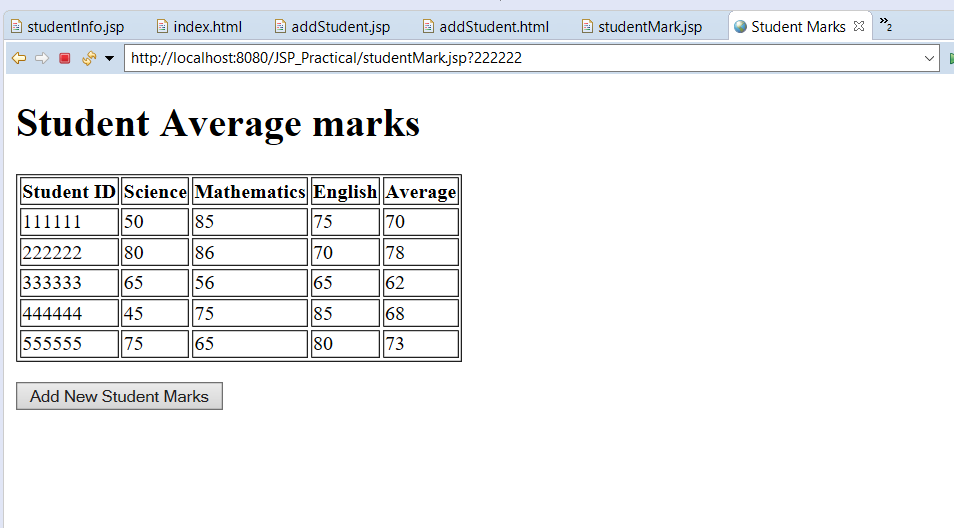 studentInfo.jsp index.html addStudent.jsp addStudent.html studentMark.jsp Student Marks »2
http://localhost:8080/JSP_Practical/studentMark.jsp?222222
Student Average marks
Student ID Science Mathematics English Average
111111 50 85 75 70
222222 80 86 70 78
333333 65 56 65 62
444444 45 75 85 68
555555 75 65 80 73
Add New Student Marks